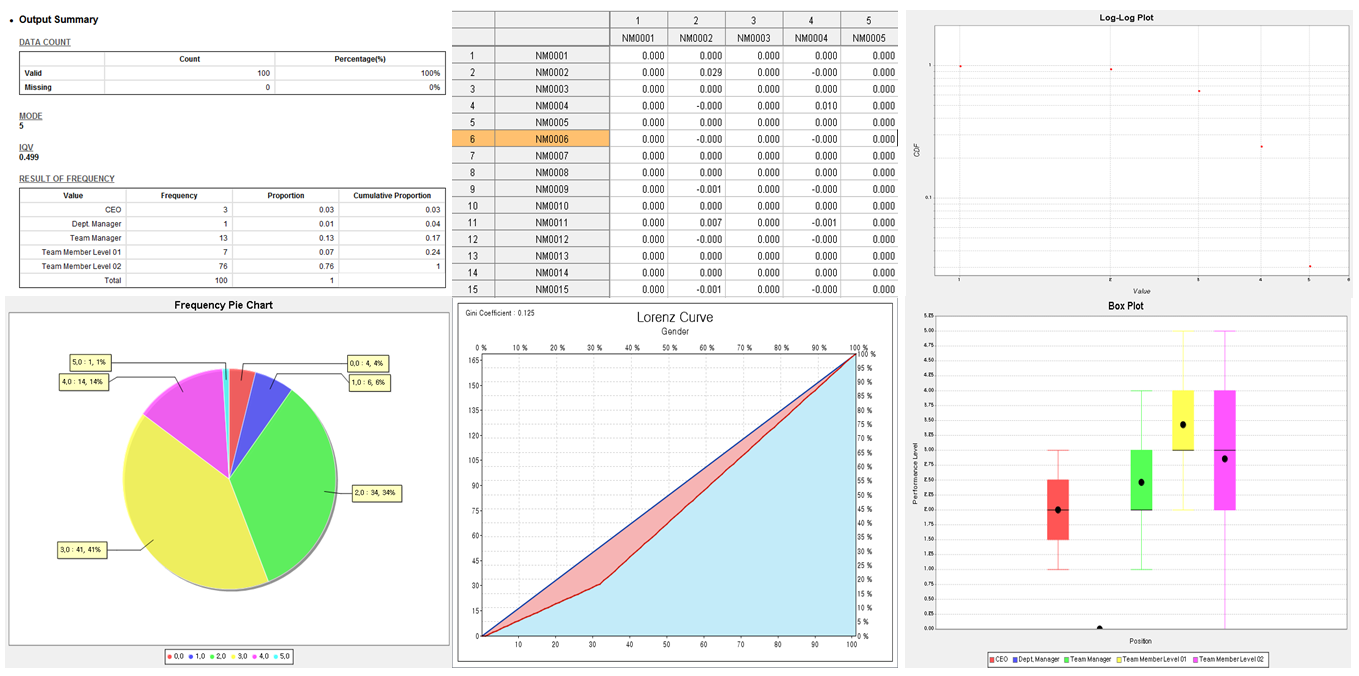 • Output Summary
DATA COUNT
Count Percentage(%)
Valid 100 100%
Missing 0 0%
MODE
5
IQV
0.499
RESULT OF FREQUENCY
Value Frequency Proportion Cumulative Proportion
CEO 3 0.03 0.03
Dept. Manager 1 0.01 0.04
Team Manager 13 0.13 0.17
Team Member Level 01 7 0.07 0.24
Team Member Level 02 76 0.76 1
Total 100 1
1 2 3 4 5
NM0001 NM0002 NM0003 NM0004 NM0005
1 NM0001 0.000 0.000 0.000 0.000 0.000
2 NM0002 0.000 0.029 0.000 -0.000 0.000
3 NM0003 0.000 0.000 0.000 0.000 0.000
4 NM0004 0.000 -0.000 0.000 0.010 0.000
5 NM0005 0.000 0.000 0.000 0.000 0.000
6 NM0006 0.000 -0.000 0.000 -0.000 0.000
7 NM0007 0.000 0.000 0.000 0.000 0.000
8 NM0008 0.000 0.000 0.000 0.000 0.000
9 NM0009 0.000 -0.001 0.000 -0.000 0.000
10 NM0010 0.000 0.000 0.000 0.000 0.000
11 NM0011 0.000 0.007 0.000 -0.001 0.000
12 NM0012 0.000 -0.000 0.000 -0.000 0.000
13 NM0013 0.000 0.000 0.000 0.000 0.000
14 NM0014 0.000 0.000 0.000 0.000 0.000
15 NM0015 0.000 -0.001 0.000 -0.000 0.000
Log-Log Plot
CDF
1
0.1
1 2 3 4 5 6
Value
Frequency Pie Chart
5,0 : 1, 1%
4,0 : 14, 14%
0,0 : 4, 4%
1,0 : 6, 6%
2,0 : 34, 34%
3,0 : 41, 41%
0,0 1,0 2,0 3,0 4,0 5,0
Gini Coefficient : 0.125
Lorenz Curve
Gender
0 % 10 % 20 % 30 % 40 % 50 % 60 % 70 % 80 % 90 % 100 %
165 100 %
95 %
150 90 %
85 %
135 80 %
75 %
120 70 %
65 %
105 60 %
55 %
90 50 %
45 %
75 40 %
35 %
60 30 %
25 %
45 20 %
30 15 %
15 10 %
5 %
0 0 %
10 20 30 40 50 60 70 80 90 100
Box Plot
Performance Level
5.25
5.00
4.75
4.50
4.25
4.00
3.75
3.50
3.25
3.00
2.75
2.50
2.25
2.00
1.75
1.50
1.25
1.00
0.75
0.50
0.25
0.00
Position
CEO Dept. Manager Team Manager Team Member Level 01 Team Member Level 02